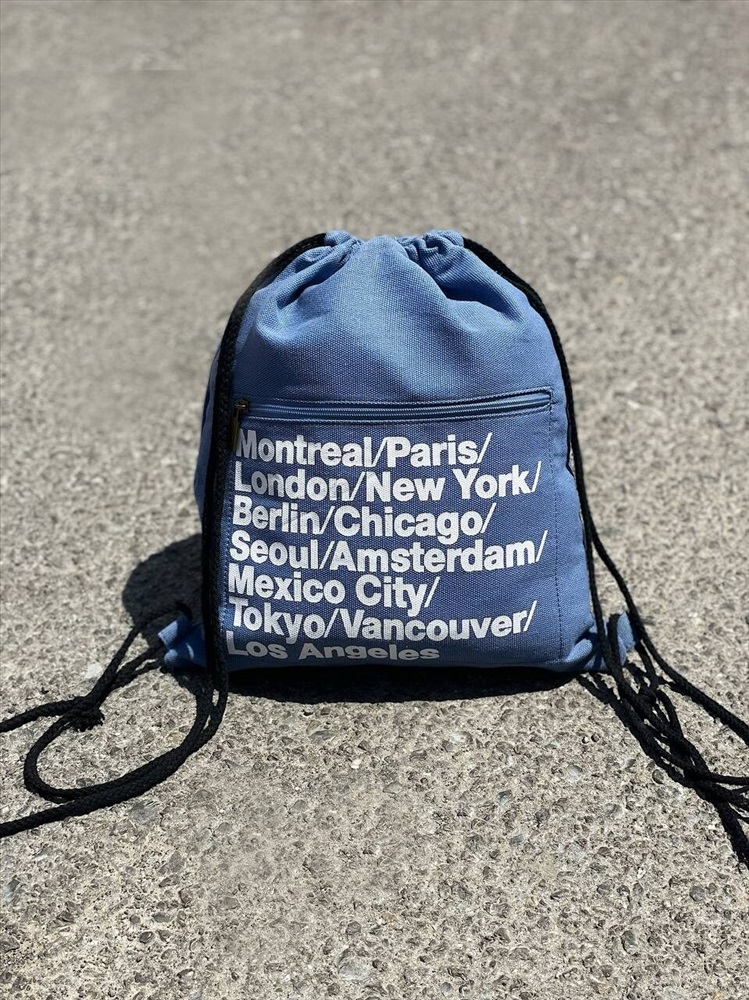 Montreal/Paris/
London/New York/
Berlin/Chicago/
Seoul/Amsterdam/
Mexico City/
Tokyo/Vancouver/
Los Angeles